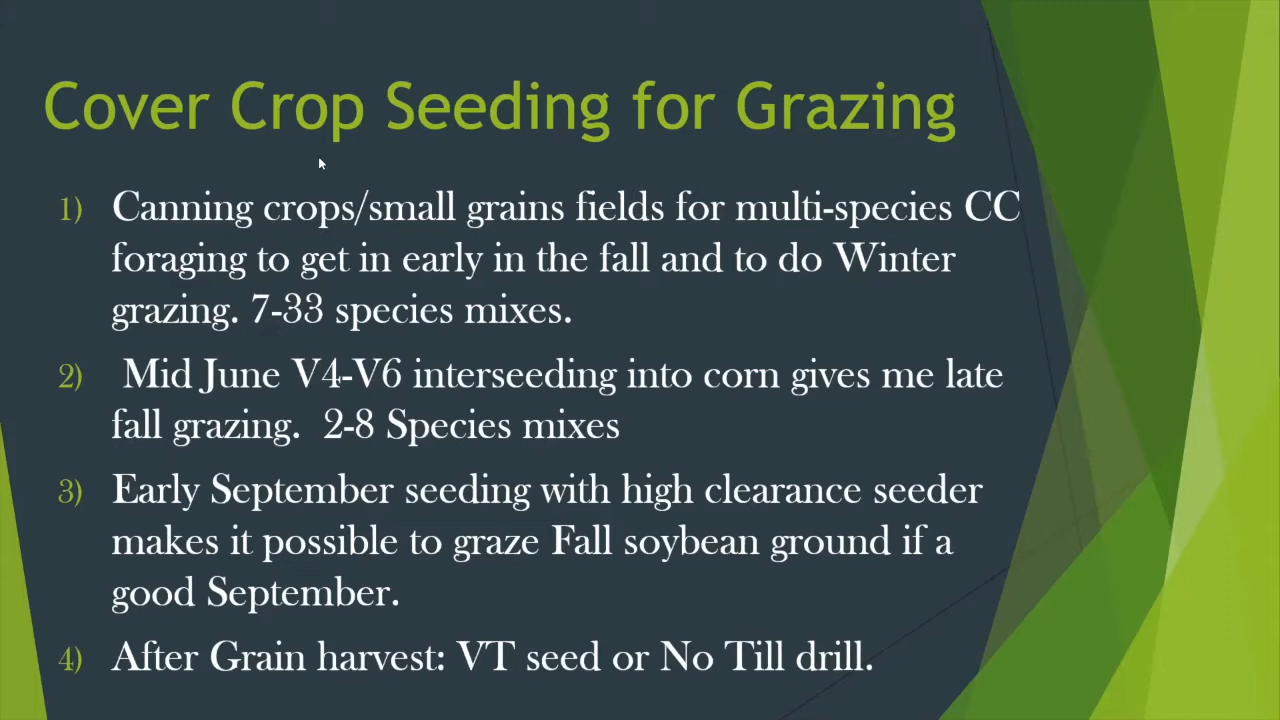 Cover Crop Seeding for Grazing
1) Canning crops/small grains fields for multi-species CC
foraging to get in early in the fall and to do Winter
grazing. 7-33 species mixes.
2) Mid June V4-V6 interseeding into corn gives me late
fall grazing. 2-8 Species mixes
3) Early September seeding with high clearance seeder
makes it possible to graze Fall soybean ground if a
good September.
4) After Grain harvest: VT seed or No Till drill.